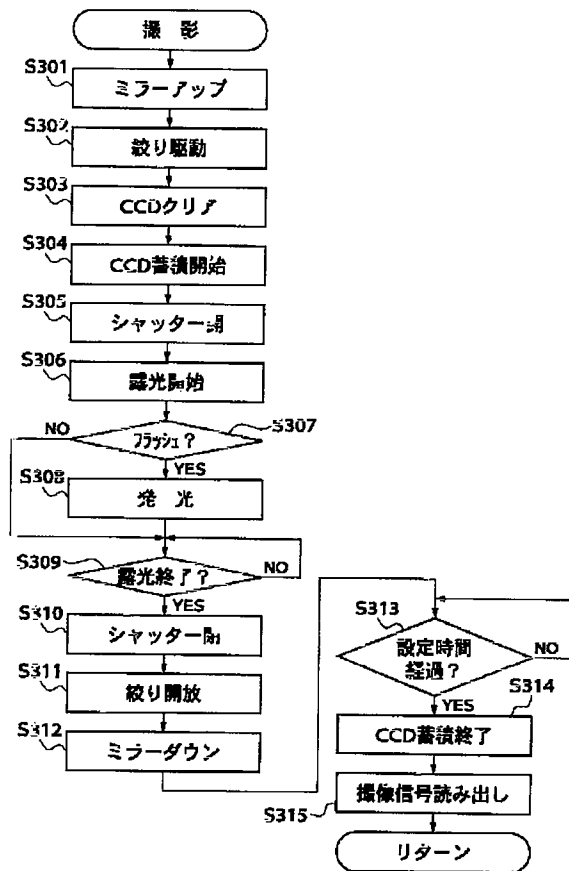 撮 影
S301
ミラーアップ
S302
絞り駆動
S303
CCDクリア
S304
CCD蓄積開始
S305
シャッター開
S306
露光開始
S307
フラッシュ?
NO
YES
S308
発 光
S309
露光終了?
NO
YES
S310
シャッター閉
S311
絞り開放
S312
ミラーダウン
S313
設定時間
経過?
NO
YES
S314
CCD蓄積終了
S315
撮像信号読み出し
リターン